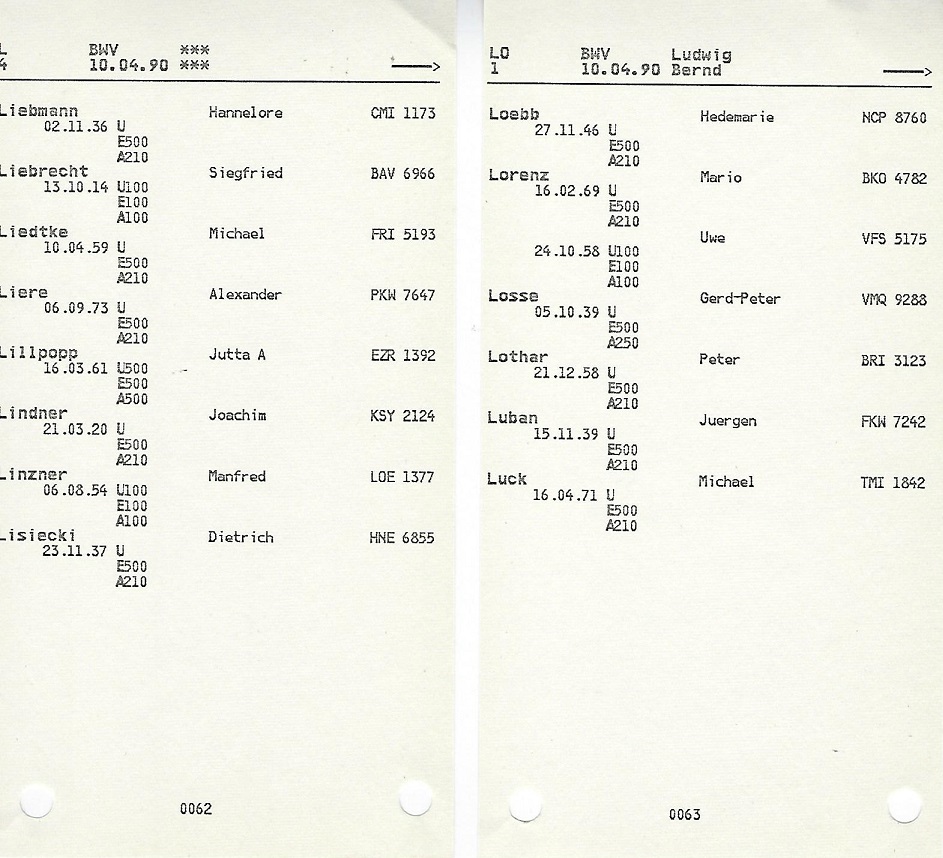 L BWV ***
4 10.04.90 *** ———>
Liebmann Hannelore CMI 1173
02.11.36 U
E500
A210
Liebrecht Siegfried BAV 6966
13.10.14 U100
E100
A100
Liedtke Michael FRI 5193
10.04.59 U
E500
A210
Liere Alexander PKW 7647
06.09.73 U
E500
A210
Lillpopp Jutta A EZR 1392
16.03.61 U500
E500
A500
Lindner Joachim KSY 2124
21.03.20 U
E500
A210
Linzner Manfred LOE 1377
06.08.54 U100
E100
A100
Lisiecki Dietrich HNE 6855
23.11.37 U
E500
A210
0062
LO BWV Ludwig
1 10.04.90 Bernd ———>
Loebb Hedemarie NCP 8760
27.11.46 U
E500
A210
Lorenz Mario BKO 4782
16.02.69 U
E500
A210
Uwe VFS 5175
24.10.58 U100
E100
A100
Losse Gerd-Peter VMQ 9288
05.10.39 U
E500
A250
Lothar Peter BRI 3123
21.12.58 U
E500
A210
Luban Juergen FKW 7242
15.11.39 U
E500
A210
Luck Michael TMI 1842
16.04.71 U
E500
A210
0063